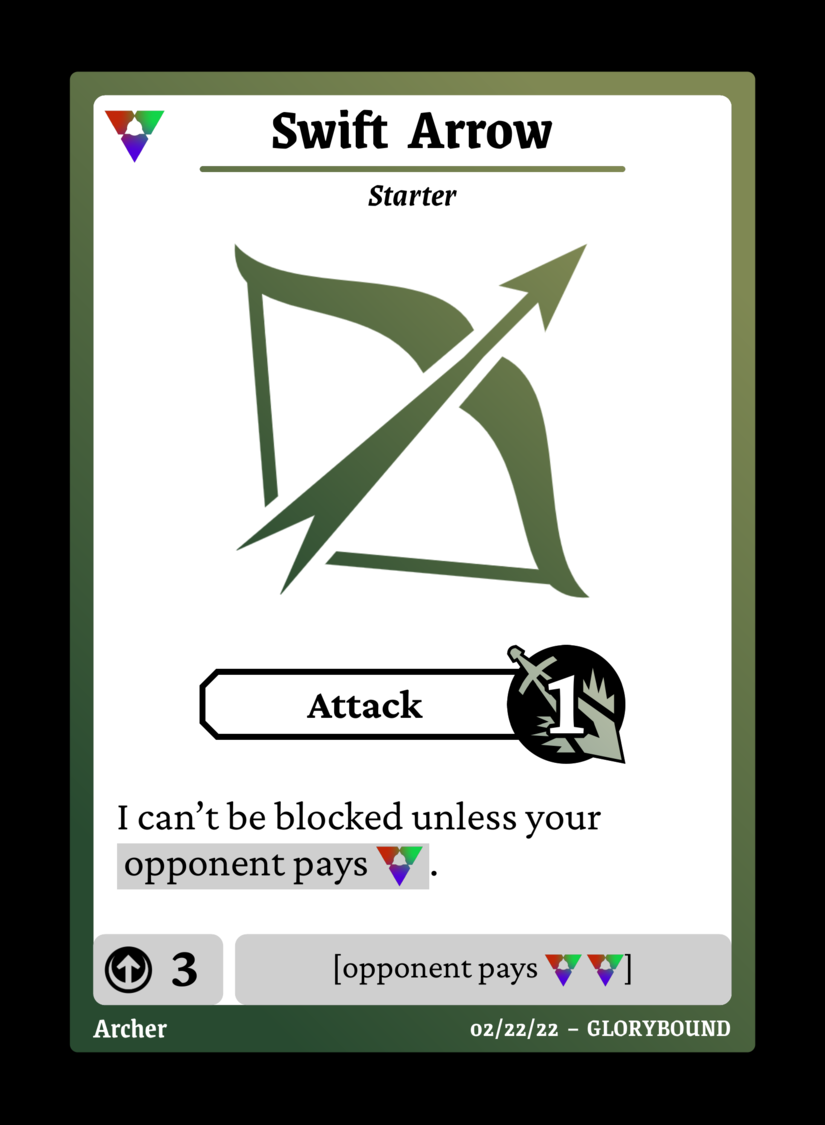 Swift Arrow
Starter
Attack 1
I can’t be blocked unless your
opponent pays .
3 [opponent pays ]
Archer 02/22/22 – GLORYBOUND